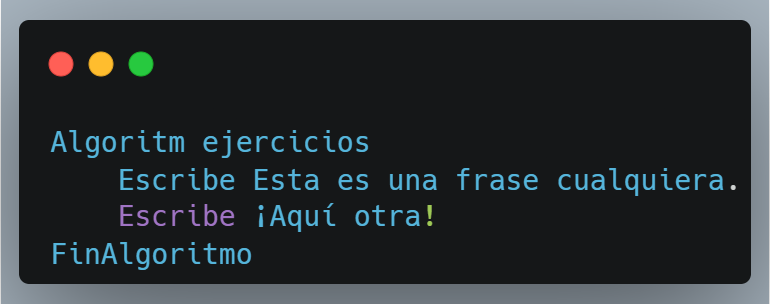 Algoritm ejercicios
Escribe Esta es una frase cualquiera.
Escribe ¡Aquí otra!
FinAlgoritmo